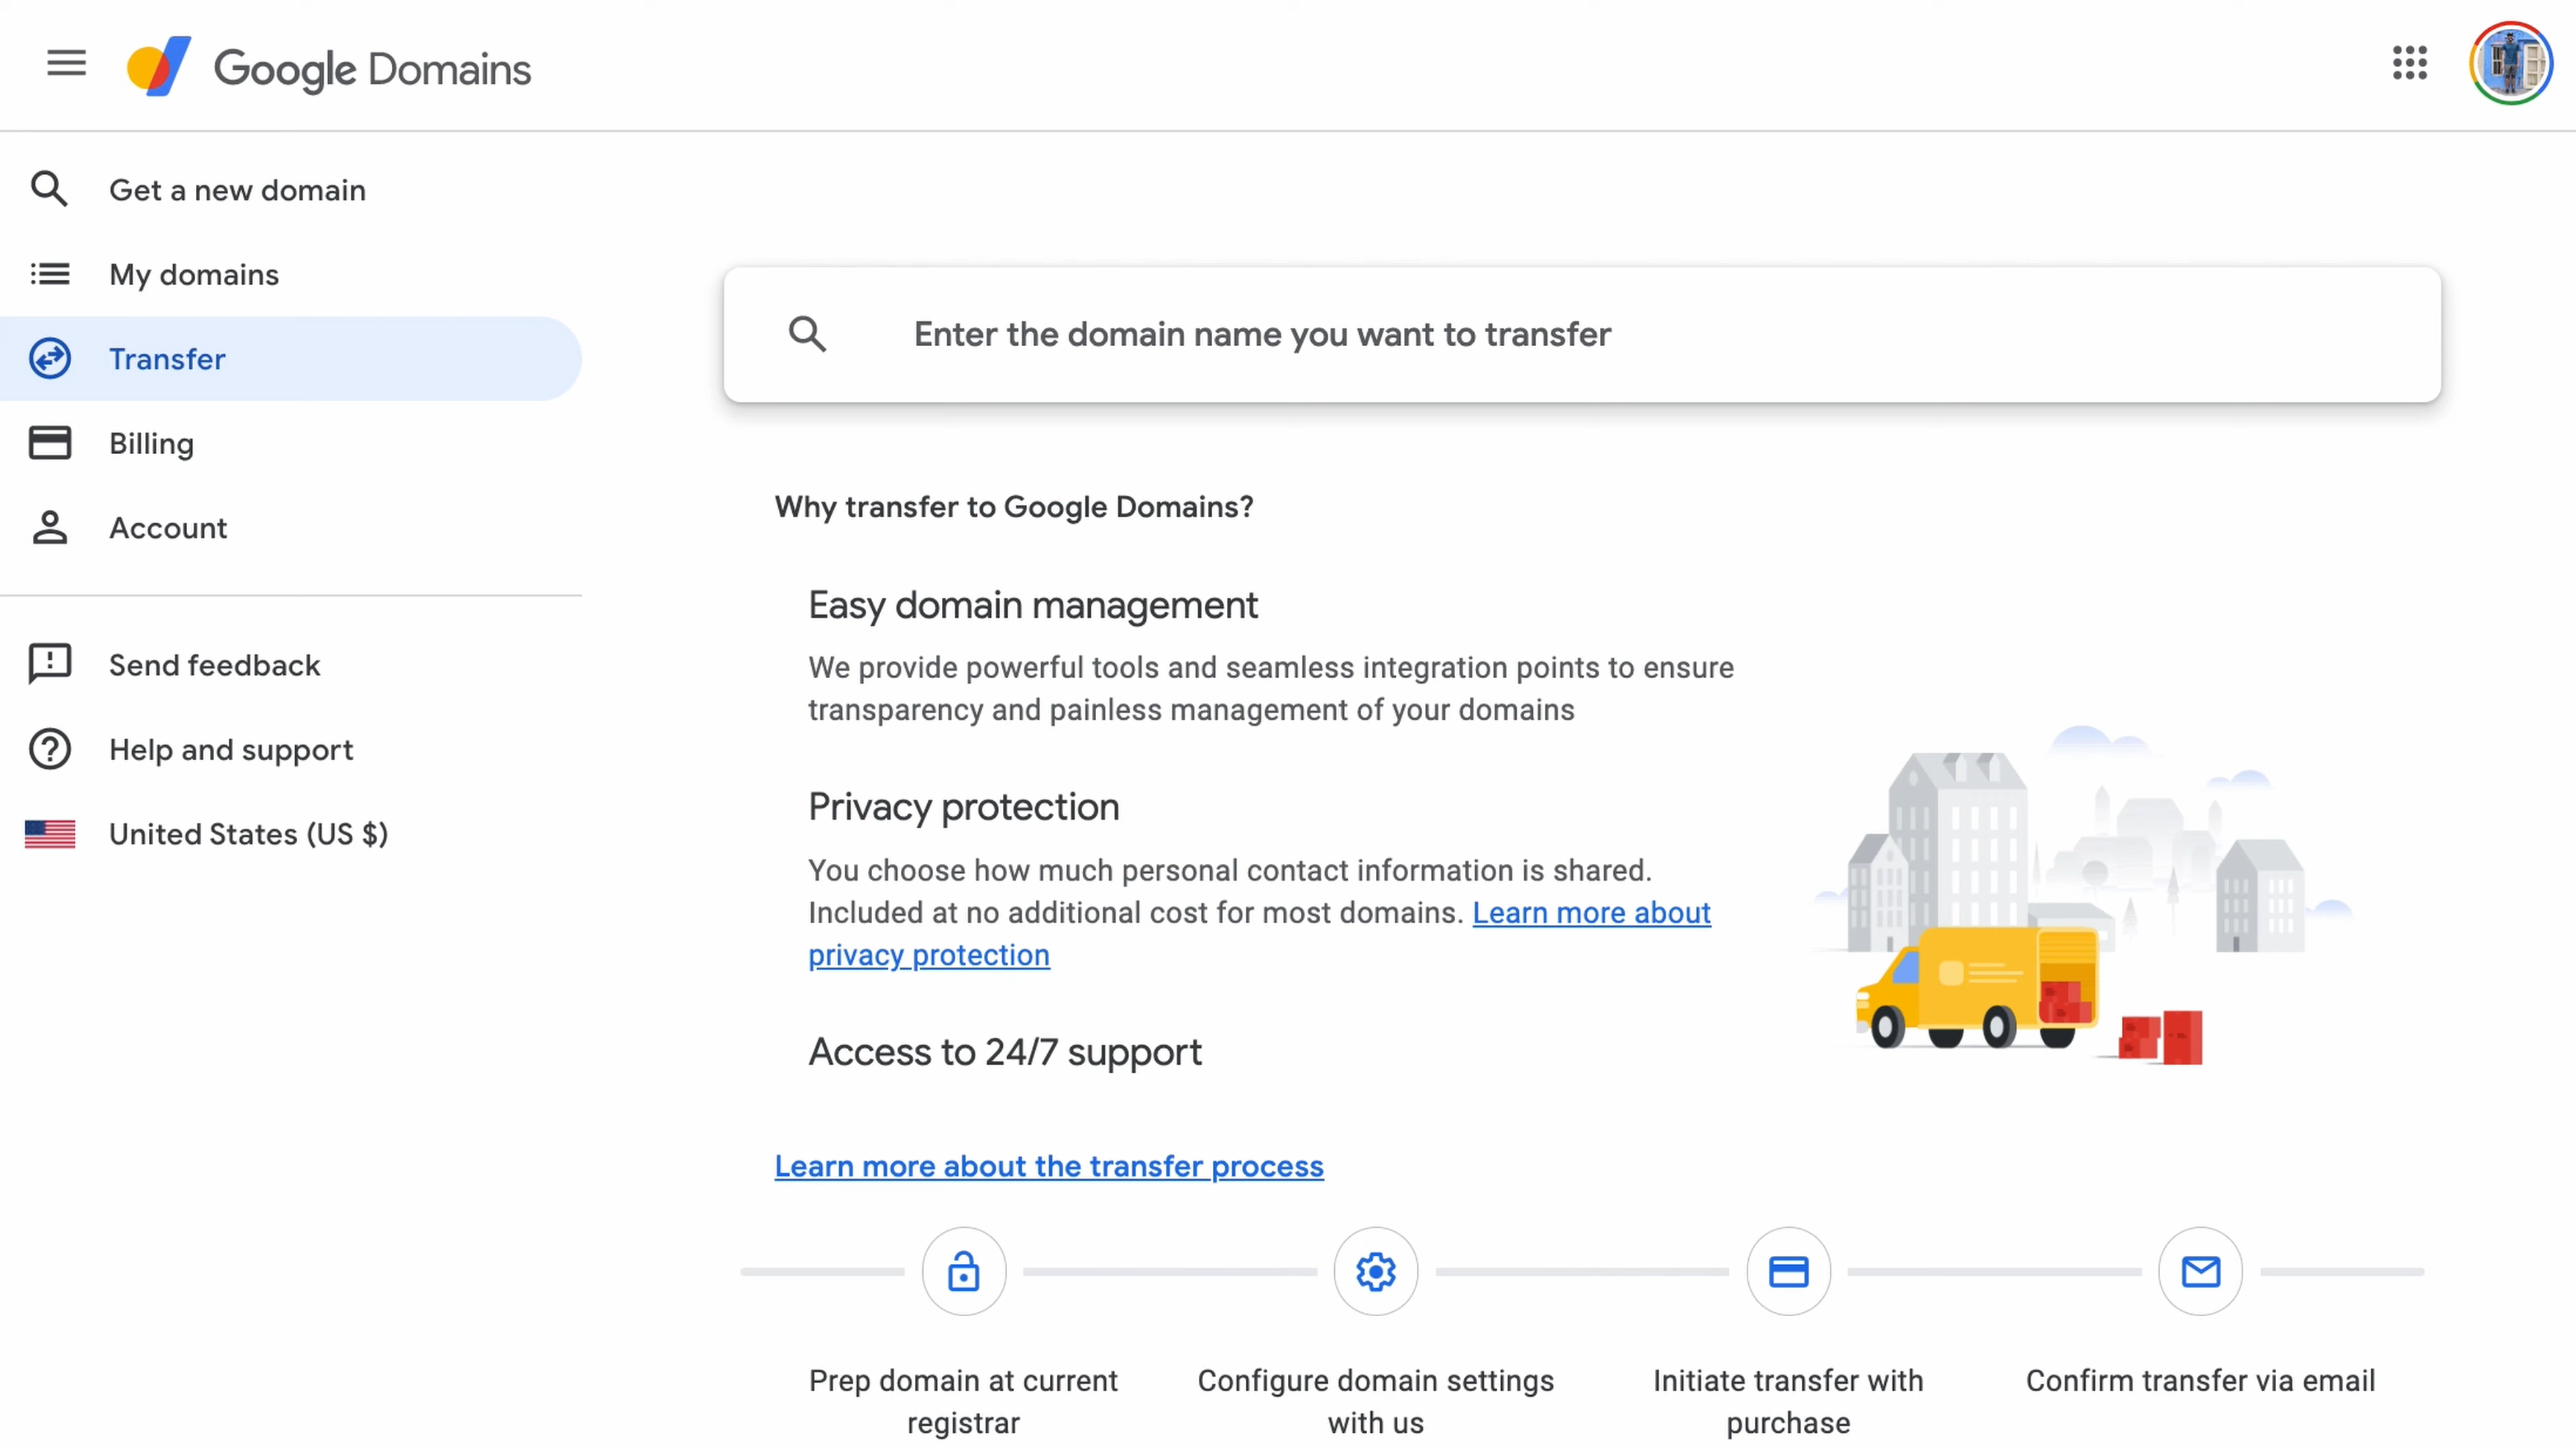 Google Domains
Get a new domain
My domains
Transfer
Billing
Account
Send feedback
Help and support
United States (US $)
Enter the domain name you want to transfer
Why transfer to Google Domains?
Easy domain management
We provide powerful tools and seamless integration points to ensure
transparency and painless management of your domains
Privacy protection
You choose how much personal contact information is shared.
Included at no additional cost for most domains. Learn more about
privacy protection
Access to 24/7 support
Learn more about the transfer process
Prep domain at current
registrar
Configure domain settings
with us
Initiate transfer with
purchase
Confirm transfer via email